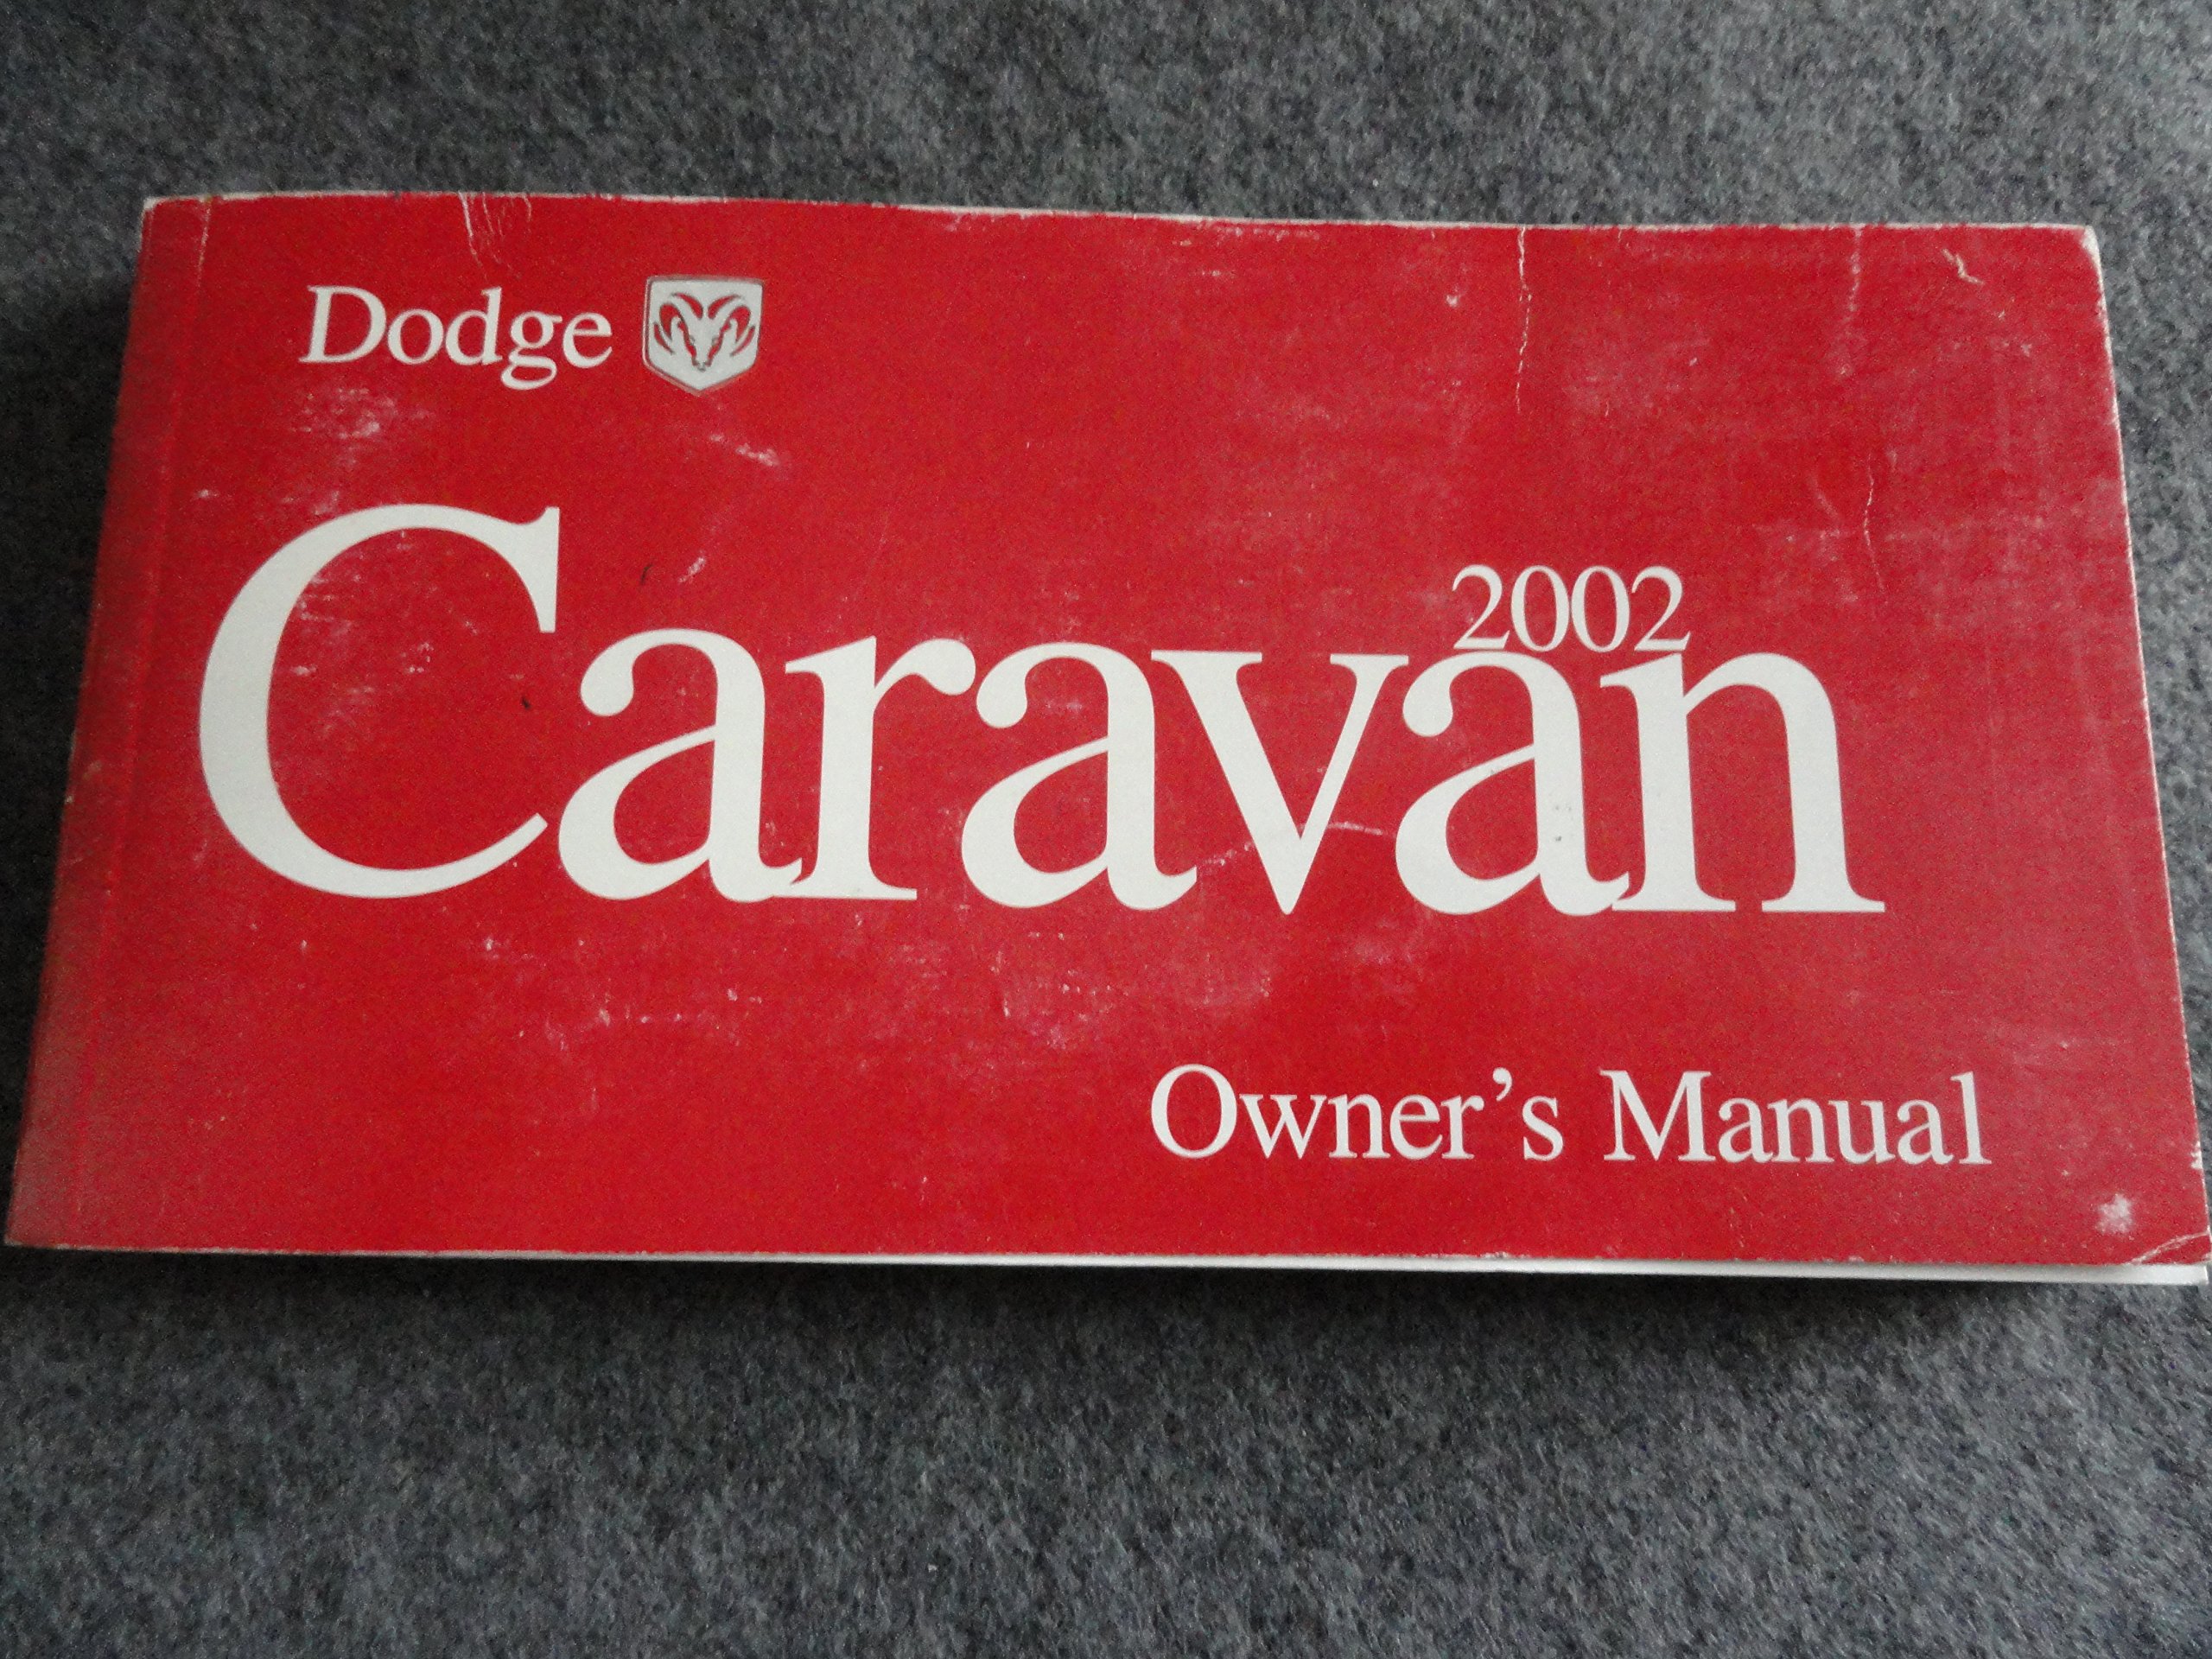 Dodge
2002
Caravan
Owner's Manual